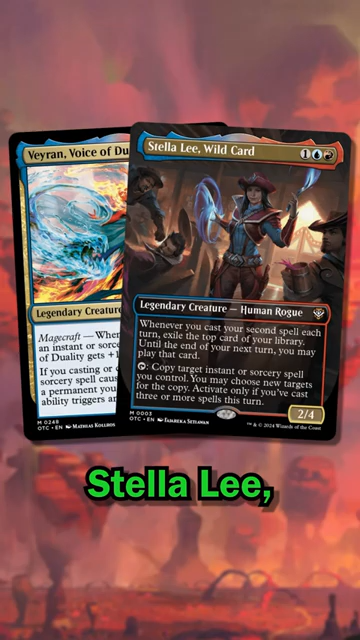 Veyran, Voice of Du
Legendary Creature
Magecraft — When
an instant or sorce
of Duality gets +1
If you casting or c
sorcery spell caus
a permanent you
ability triggers an
M 0248
OTC • EN
Stella Lee, Wild Card
1
Legendary Creature — Human Rogue
Whenever you cast your second spell each
turn, exile the top card of your library.
Until the end of your next turn, you may
play that card.
: Copy target instant or sorcery spell
you control. You may choose new targets
for the copy. Activate only if you've cast
three or more spells this turn.
2/4
M 0003
OTC • EN
™ & © 2024 Wizards of the Coast
Stella Lee,